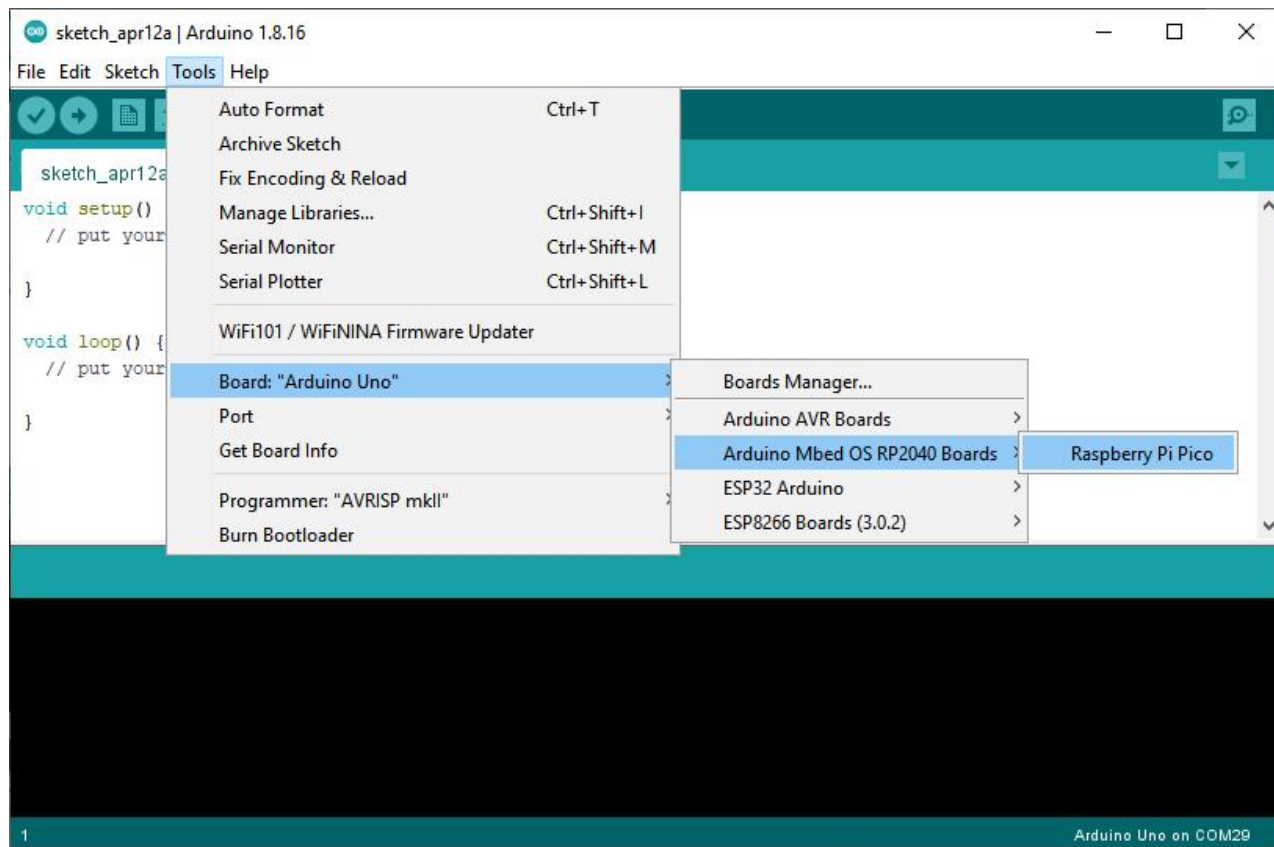 sketch_apr12a | Arduino 1.8.16
File Edit Sketch Tools Help
sketch_apr12a
void setup()
// put your
}
void loop() {
// put your
}
Auto Format Ctrl+T
Archive Sketch
Fix Encoding & Reload
Manage Libraries... Ctrl+Shift+I
Serial Monitor Ctrl+Shift+M
Serial Plotter Ctrl+Shift+L
WiFi101 / WiFiNINA Firmware Updater
Board: "Arduino Uno"
Port
Get Board Info
Programmer: "AVRISP mkII"
Burn Bootloader
Boards Manager...
Arduino AVR Boards
Arduino Mbed OS RP2040 Boards
ESP32 Arduino
ESP8266 Boards (3.0.2)
Raspberry Pi Pico
1 Arduino Uno on COM29